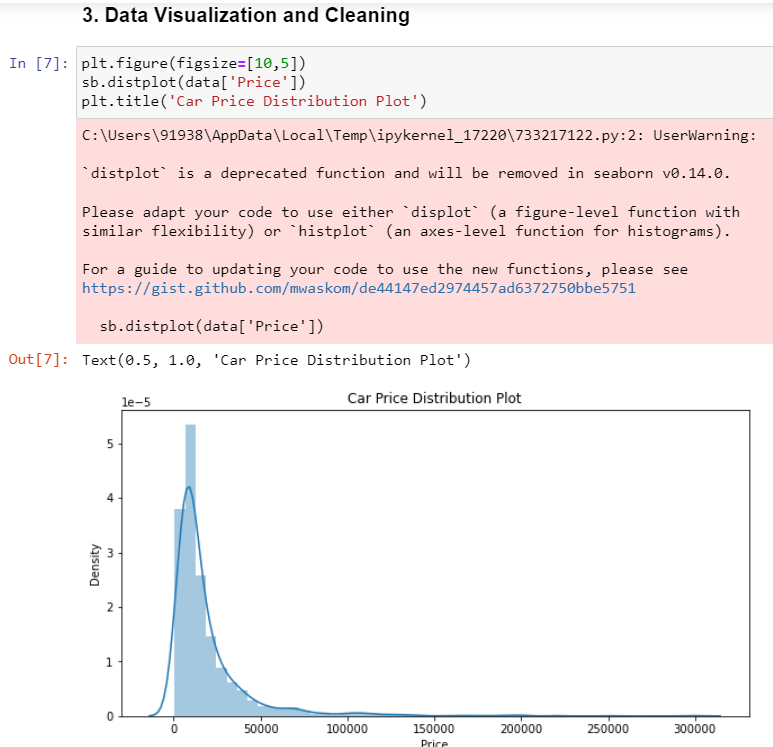 3. Data Visualization and Cleaning
In [7]: plt.figure(figsize=[10,5])
sb.distplot(data['Price'])
plt.title('Car Price Distribution Plot')
C:\Users\91938\AppData\Local\Temp\ipykernel_17220\733217122.py:2: UserWarning:
`distplot` is a deprecated function and will be removed in seaborn v0.14.0.
Please adapt your code to use either `displot` (a figure-level function with
similar flexibility) or `histplot` (an axes-level function for histograms).
For a guide to updating your code to use the new functions, please see
https://gist.github.com/mwaskom/de44147ed2974457ad6372750bbe5751
sb.distplot(data['Price'])
Out[7]: Text(0.5, 1.0, 'Car Price Distribution Plot')
Car Price Distribution Plot
1e−5
5
4
3
2
1
0
Density
0 50000 100000 150000 200000 250000 300000
Price